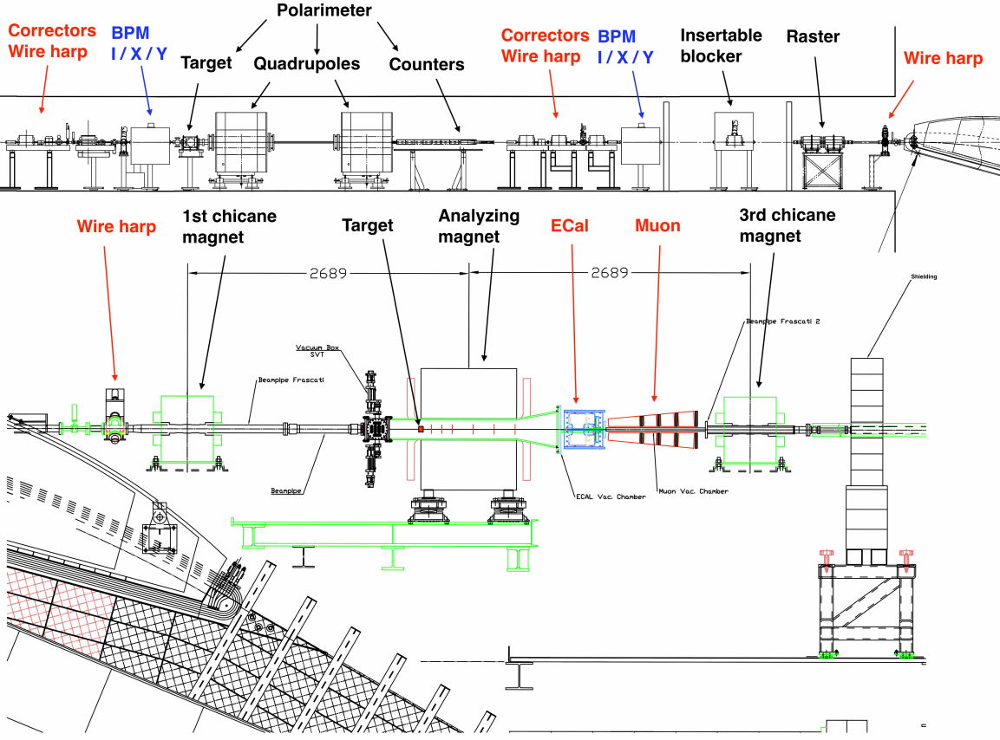 Polarimeter
Correctors
Wire harp
BPM
I / X / Y
Target
Quadrupoles
Counters
Correctors
Wire harp
BPM
I / X / Y
Insertable
blocker
Raster
Wire harp
Wire harp
1st chicane
magnet
Target
Analyzing
magnet
ECal
Muon
3rd chicane
magnet
2689
2689
Shielding
Beampipe Frascati 2
Vacuum Box
SVT
Beampipe Frascati
Beampipe
ECAL Vac. Chamber
Muon Vac. Chamber